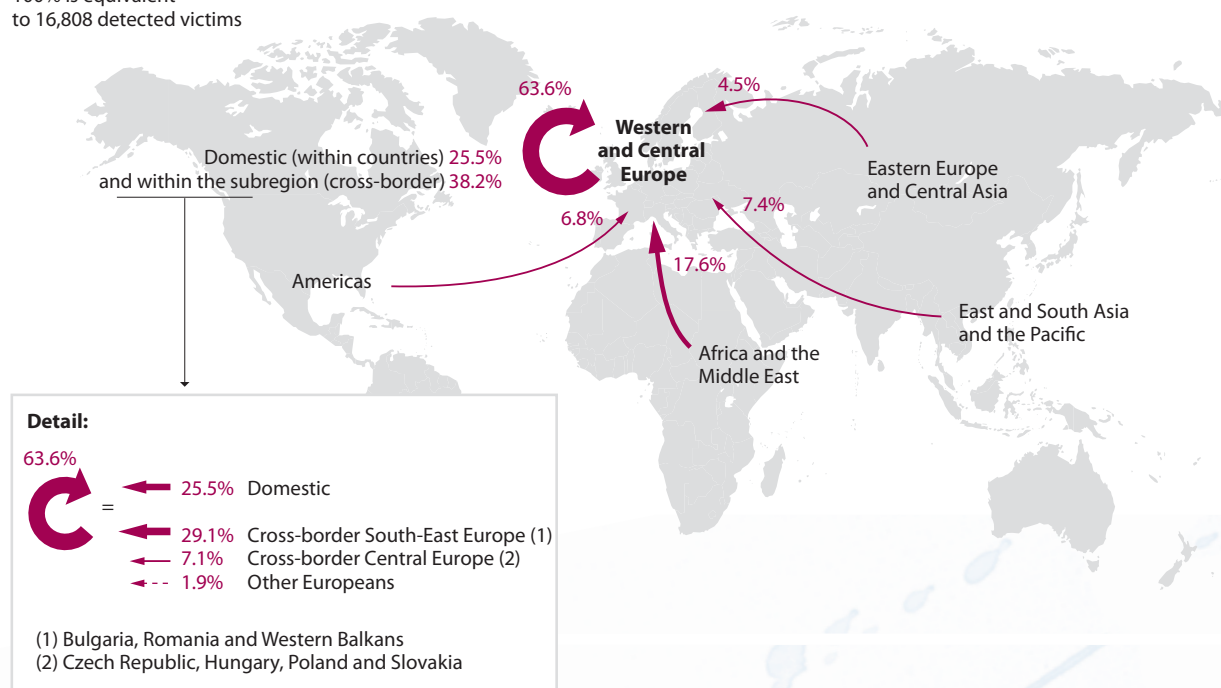 100% is equivalent
to 16,808 detected victims
63.6%
4.5%
Western
and Central
Europe
Domestic (within countries) 25.5%
and within the subregion (cross-border) 38.2%
Eastern Europe
and Central Asia
6.8%
7.4%
17.6%
Americas
East and South Asia
and the Pacific
Africa and the
Middle East
Detail:
63.6%
=
25.5% Domestic
29.1% Cross-border South-East Europe (1)
7.1% Cross-border Central Europe (2)
1.9% Other Europeans
(1) Bulgaria, Romania and Western Balkans
(2) Czech Republic, Hungary, Poland and Slovakia